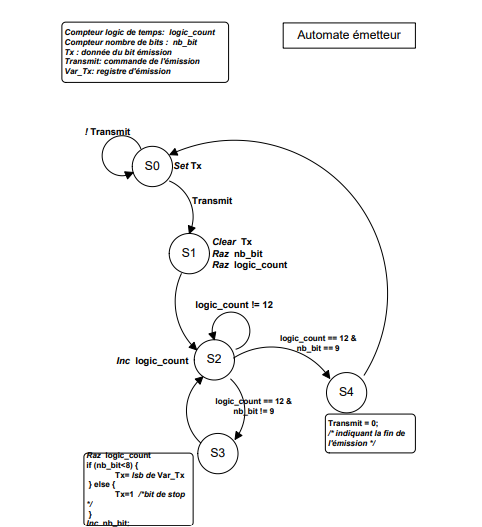 Compteur logic de temps: logic_count
Compteur nombre de bits : nb_bit
Tx : donnée du bit émission
Transmit: commande de l'émission
Var_Tx: registre d'émission
Automate émetteur
! Transmit
S0
Set Tx
Transmit
S1
Clear Tx
Raz nb_bit
Raz logic_count
logic_count != 12
Inc logic_count
S2
logic_count == 12 &
nb_bit == 9
S4
logic_count == 12 &
nb_bit != 9
Transmit = 0;
/* indiquant la fin de
l'émission */
S3
Raz logic_count
if (nb_bit<8) {
Tx= lsb de Var_Tx
} else {
Tx=1 /*bit de stop
*/
}
Inc nb_bit;